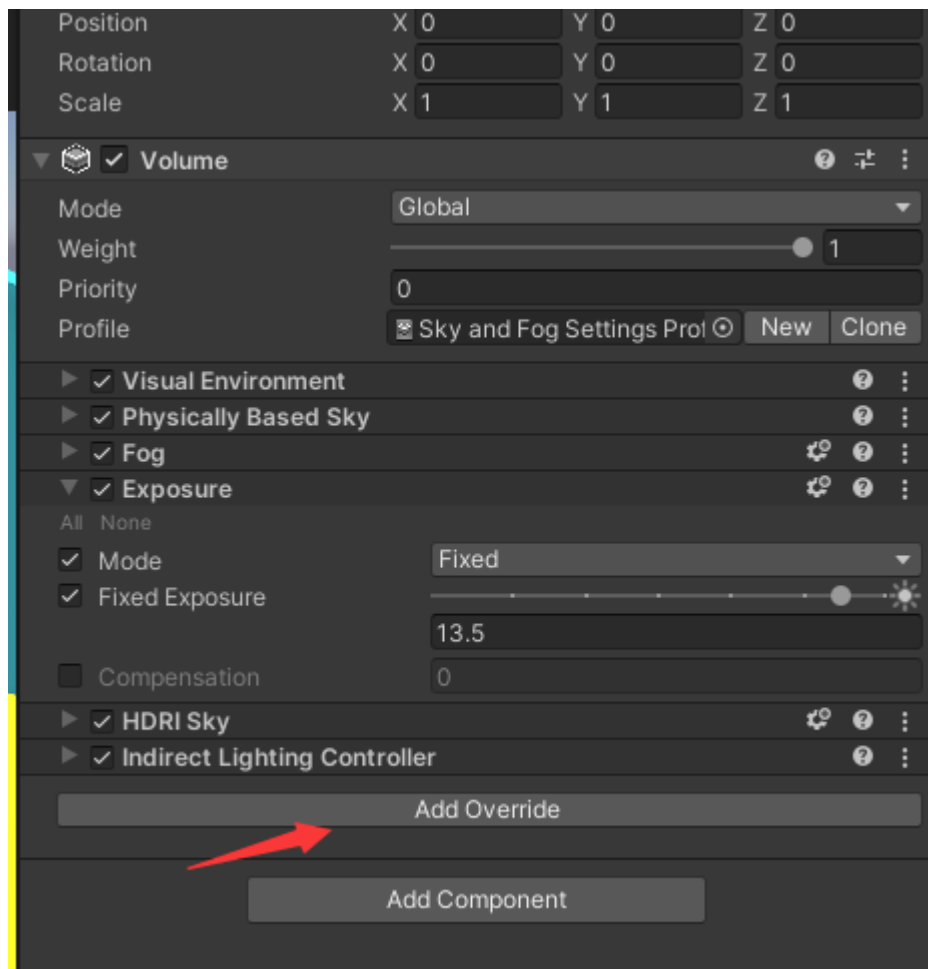 Position X 0 Y 0 Z 0
Rotation X 0 Y 0 Z 0
Scale X 1 Y 1 Z 1
Volume
Mode Global
Weight 1
Priority 0
Profile Sky and Fog Settings Prof New Clone
Visual Environment
Physically Based Sky
Fog
Exposure
All None
Mode Fixed
Fixed Exposure
13.5
Compensation 0
HDRI Sky
Indirect Lighting Controller
Add Override
Add Component